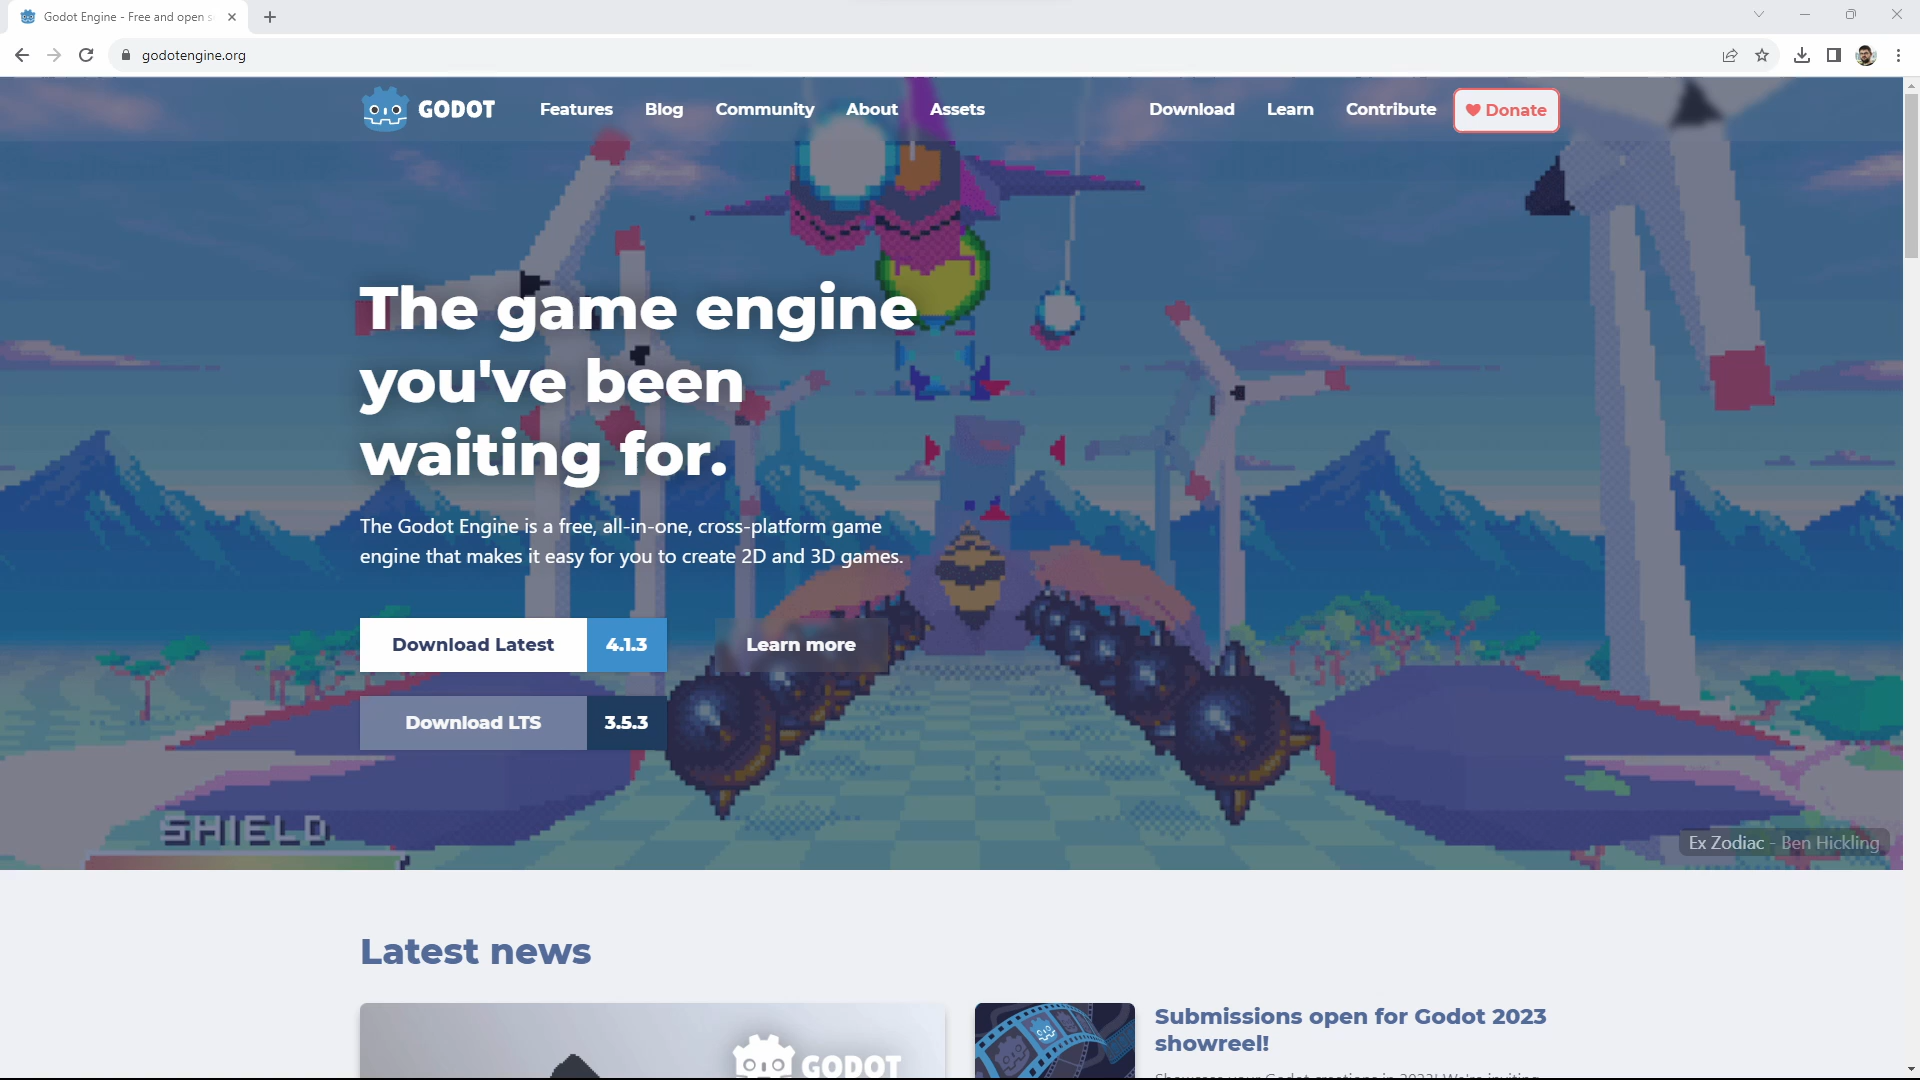 Godot Engine - Free and open s
godotengine.org
GODOT
Features
Blog
Community
About
Assets
Download
Learn
Contribute
Donate
The game engine
you've been
waiting for.
The Godot Engine is a free, all-in-one, cross-platform game
engine that makes it easy for you to create 2D and 3D games.
Download Latest 4.1.3
Learn more
Download LTS 3.5.3
SHIELD
Ex Zodiac - Ben Hickling
Latest news
GODOT
Submissions open for Godot 2023
showreel!